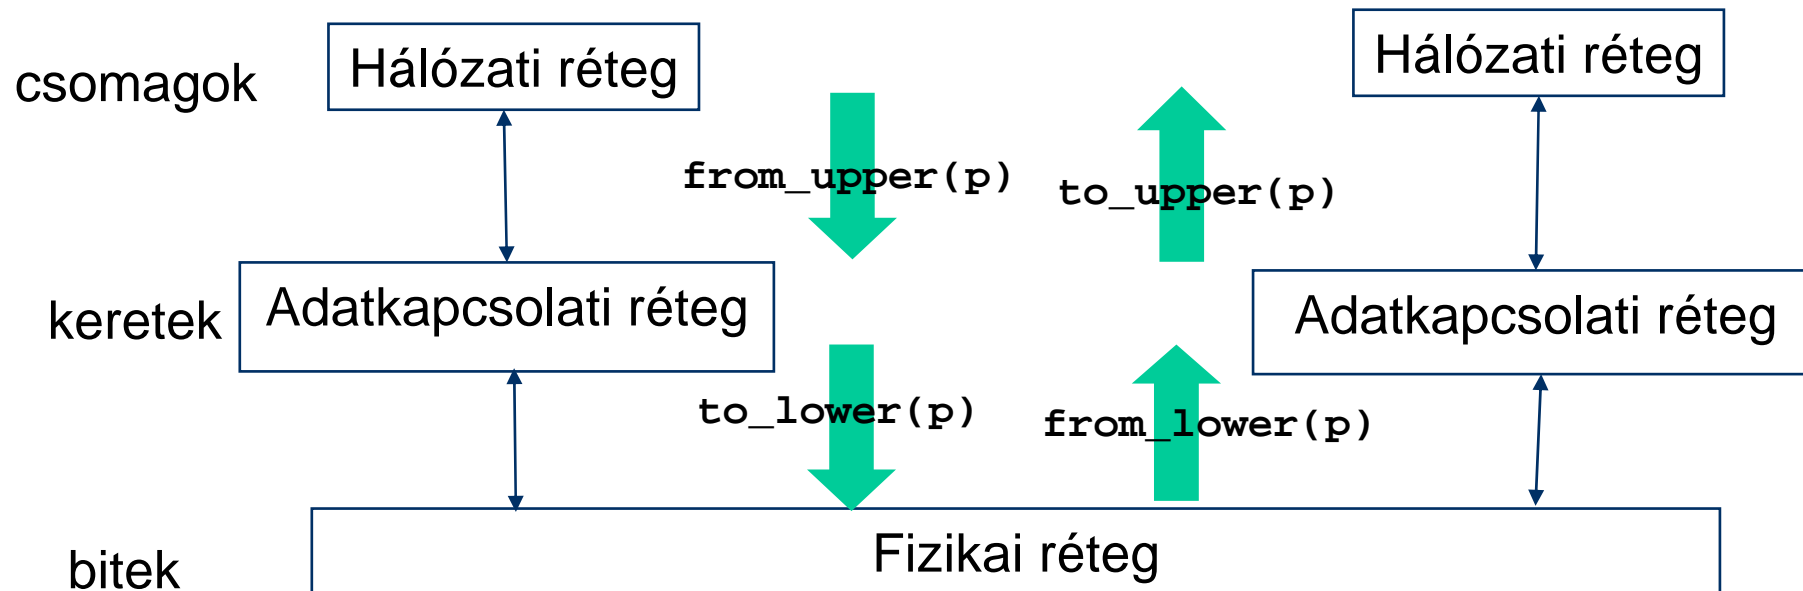 csomagok
Hálózati réteg
Hálózati réteg
from_upper(p)
to_upper(p)
keretek
Adatkapcsolati réteg
Adatkapcsolati réteg
to_lower(p)
from_lower(p)
bitek
Fizikai réteg